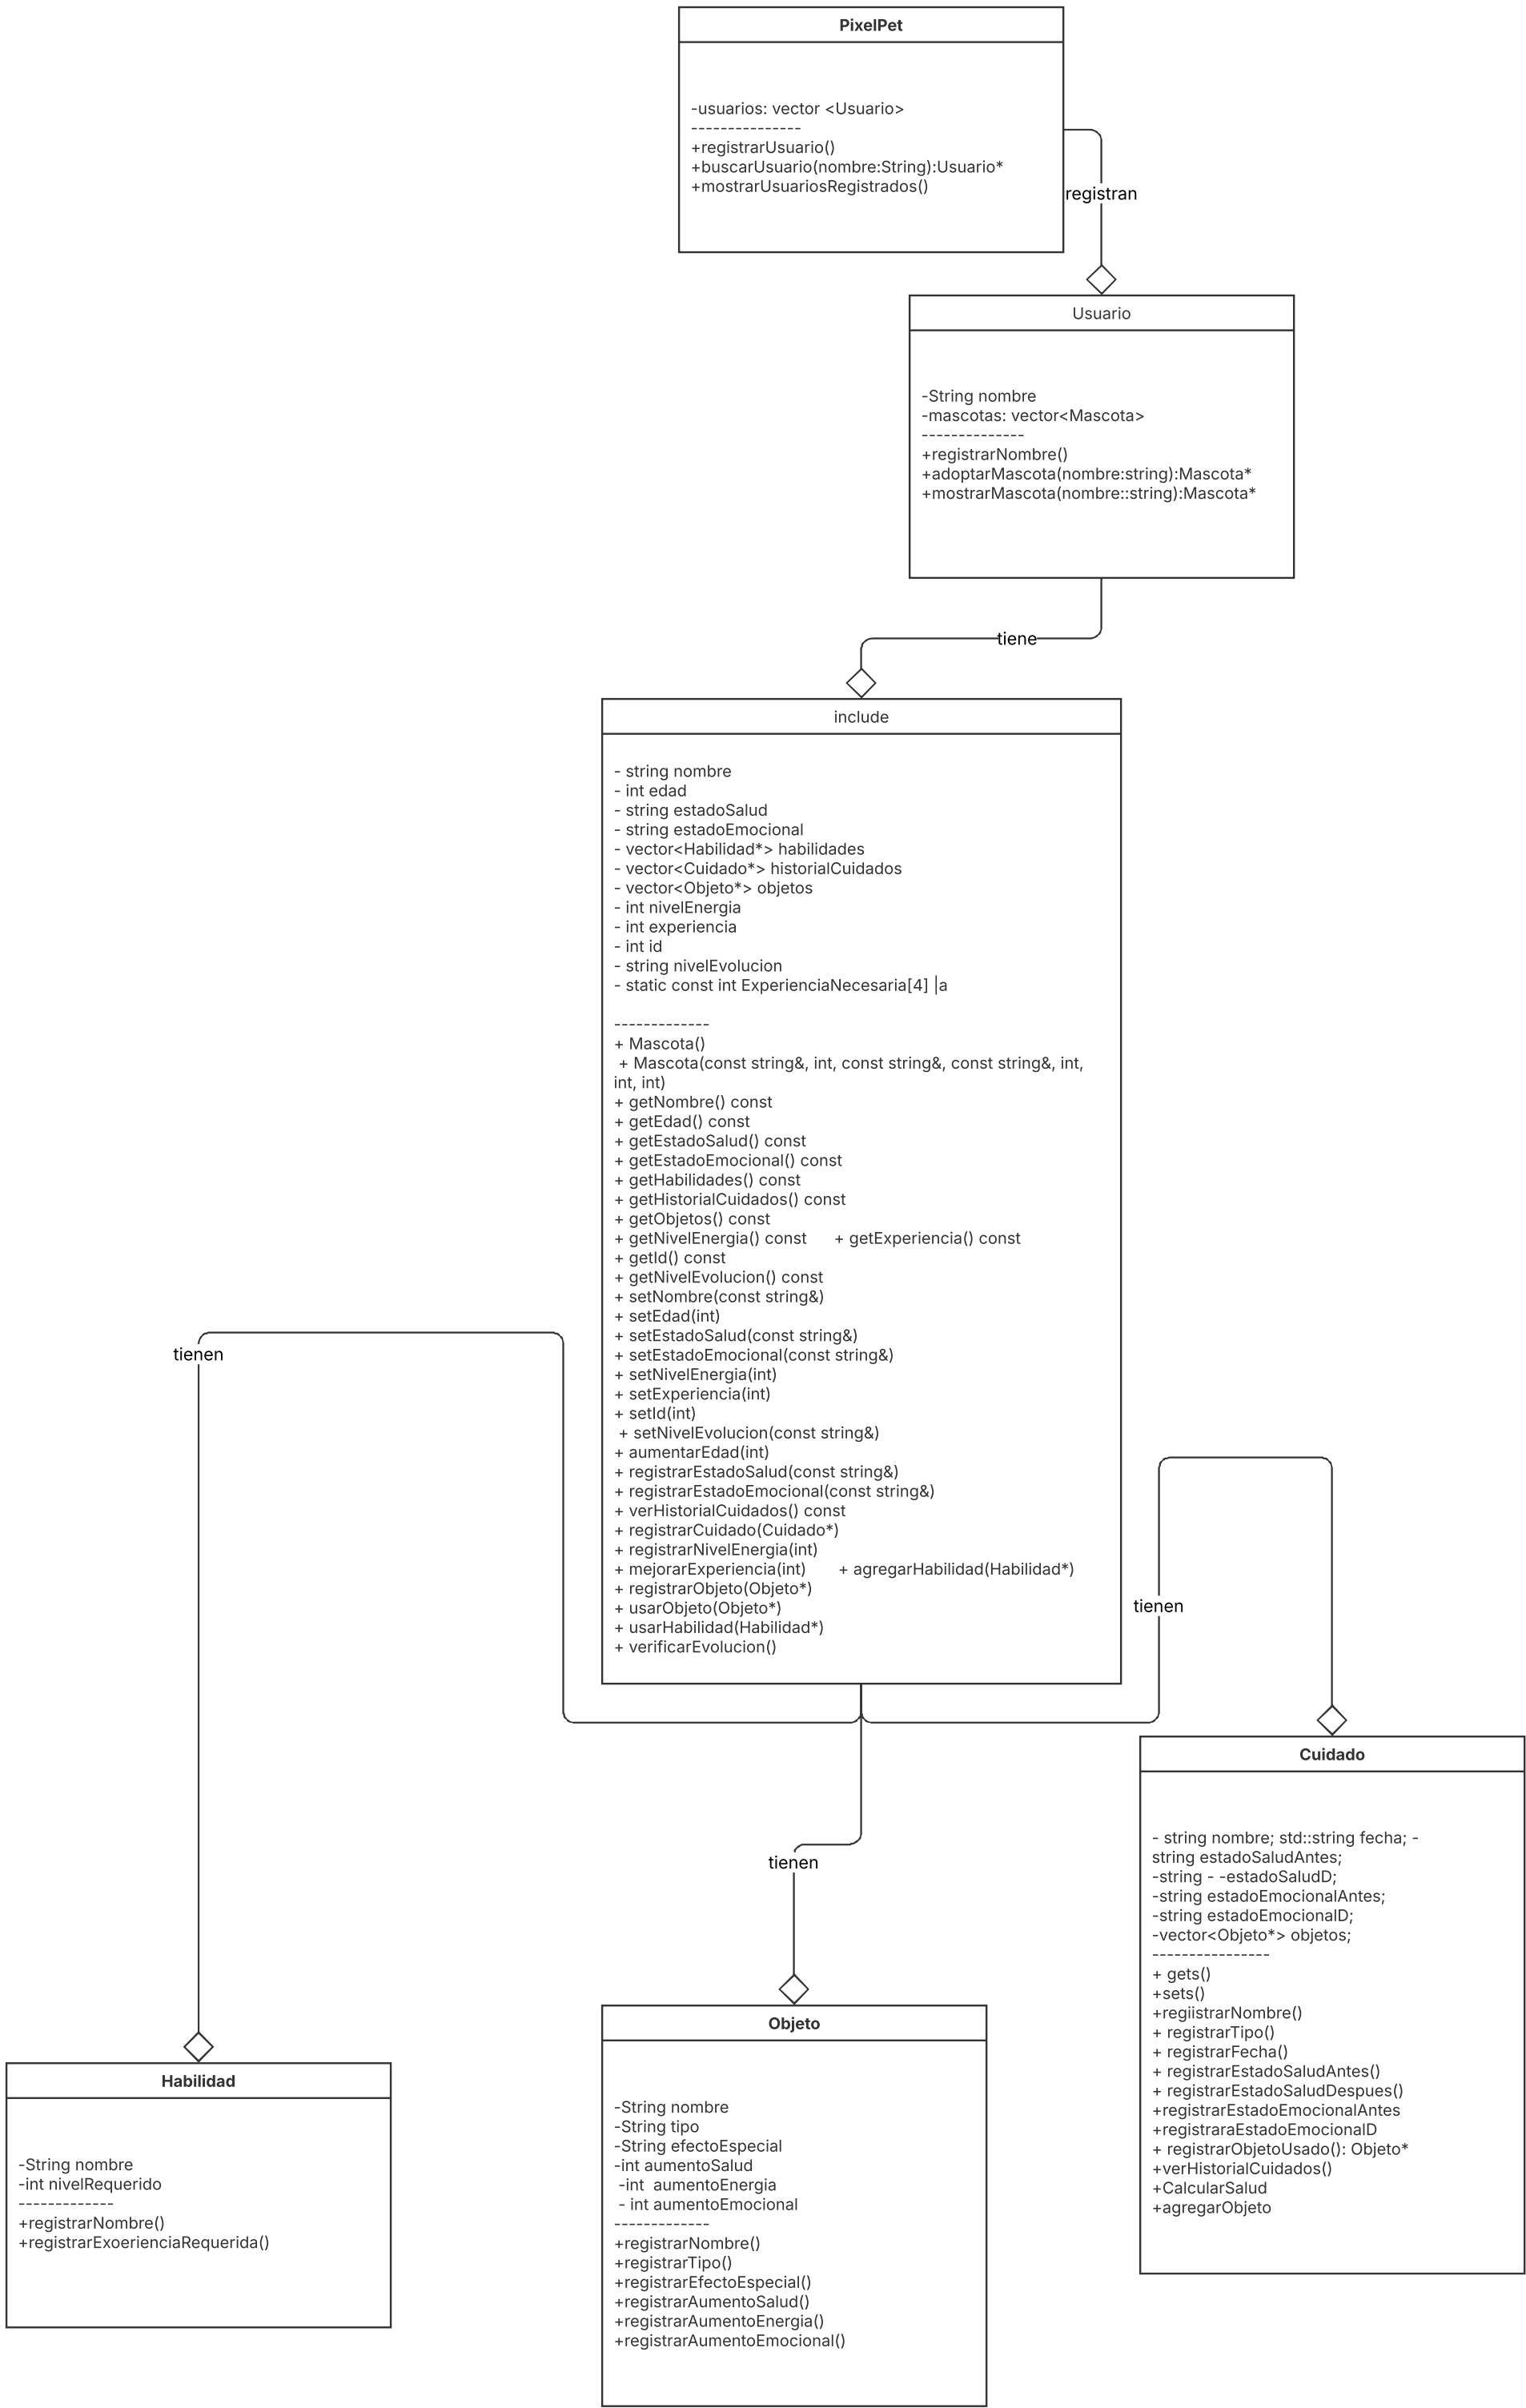 PixelPet
-usuarios: vector <Usuario>
---------------
+registrarUsuario()
+buscarUsuario(nombre:String):Usuario*
+mostrarUsuariosRegistrados()
registran
Usuario
-String nombre
-mascotas: vector<Mascota>
--------------
+registrarNombre()
+adoptarMascota(nombre:string):Mascota*
+mostrarMascota(nombre::string):Mascota*
tiene
include
- string nombre
- int edad
- string estadoSalud
- string estadoEmocional
- vector<Habilidad*> habilidades
- vector<Cuidado*> historialCuidados
- vector<Objeto*> objetos
- int nivelEnergia
- int experiencia
- int id
- string nivelEvolucion
- static const int ExperienciaNecesaria[4] |a
-------------
+ Mascota()
+ Mascota(const string&, int, const string&, const string&, int,
int, int)
+ getNombre() const
+ getEdad() const
+ getEstadoSalud() const
+ getEstadoEmocional() const
+ getHabilidades() const
+ getHistorialCuidados() const
+ getObjetos() const
+ getNivelEnergia() const      + getExperiencia() const
+ getId() const
+ getNivelEvolucion() const
+ setNombre(const string&)
+ setEdad(int)
+ setEstadoSalud(const string&)
+ setEstadoEmocional(const string&)
+ setNivelEnergia(int)
+ setExperiencia(int)
+ setId(int)
+ setNivelEvolucion(const string&)
+ aumentarEdad(int)
+ registrarEstadoSalud(const string&)
+ registrarEstadoEmocional(const string&)
+ verHistorialCuidados() const
+ registrarCuidado(Cuidado*)
+ registrarNivelEnergia(int)
+ mejorarExperiencia(int)       + agregarHabilidad(Habilidad*)
+ registrarObjeto(Objeto*)
+ usarObjeto(Objeto*)
+ usarHabilidad(Habilidad*)
+ verificarEvolucion()
tienen
tienen
tienen
Cuidado
- string nombre; std::string fecha; -
string estadoSaludAntes;
-string - -estadoSaludD;
-string estadoEmocionalAntes;
-string estadoEmocionalD;
-vector<Objeto*> objetos;
----------------
+ gets()
+sets()
+regiistrarNombre()
+ registrarTipo()
+ registrarFecha()
+ registrarEstadoSaludAntes()
+ registrarEstadoSaludDespues()
+registrarEstadoEmocionalAntes
+registraraEstadoEmocionalD
+ registrarObjetoUsado(): Objeto*
+verHistorialCuidados()
+CalcularSalud
+agregarObjeto
Objeto
-String nombre
-String tipo
-String efectoEspecial
-int aumentoSalud
-int  aumentoEnergia
- int aumentoEmocional
-------------
+registrarNombre()
+registrarTipo()
+registrarEfectoEspecial()
+registrarAumentoSalud()
+registrarAumentoEnergia()
+registrarAumentoEmocional()
Habilidad
-String nombre
-int nivelRequerido
-------------
+registrarNombre()
+registrarExoerienciaRequerida()